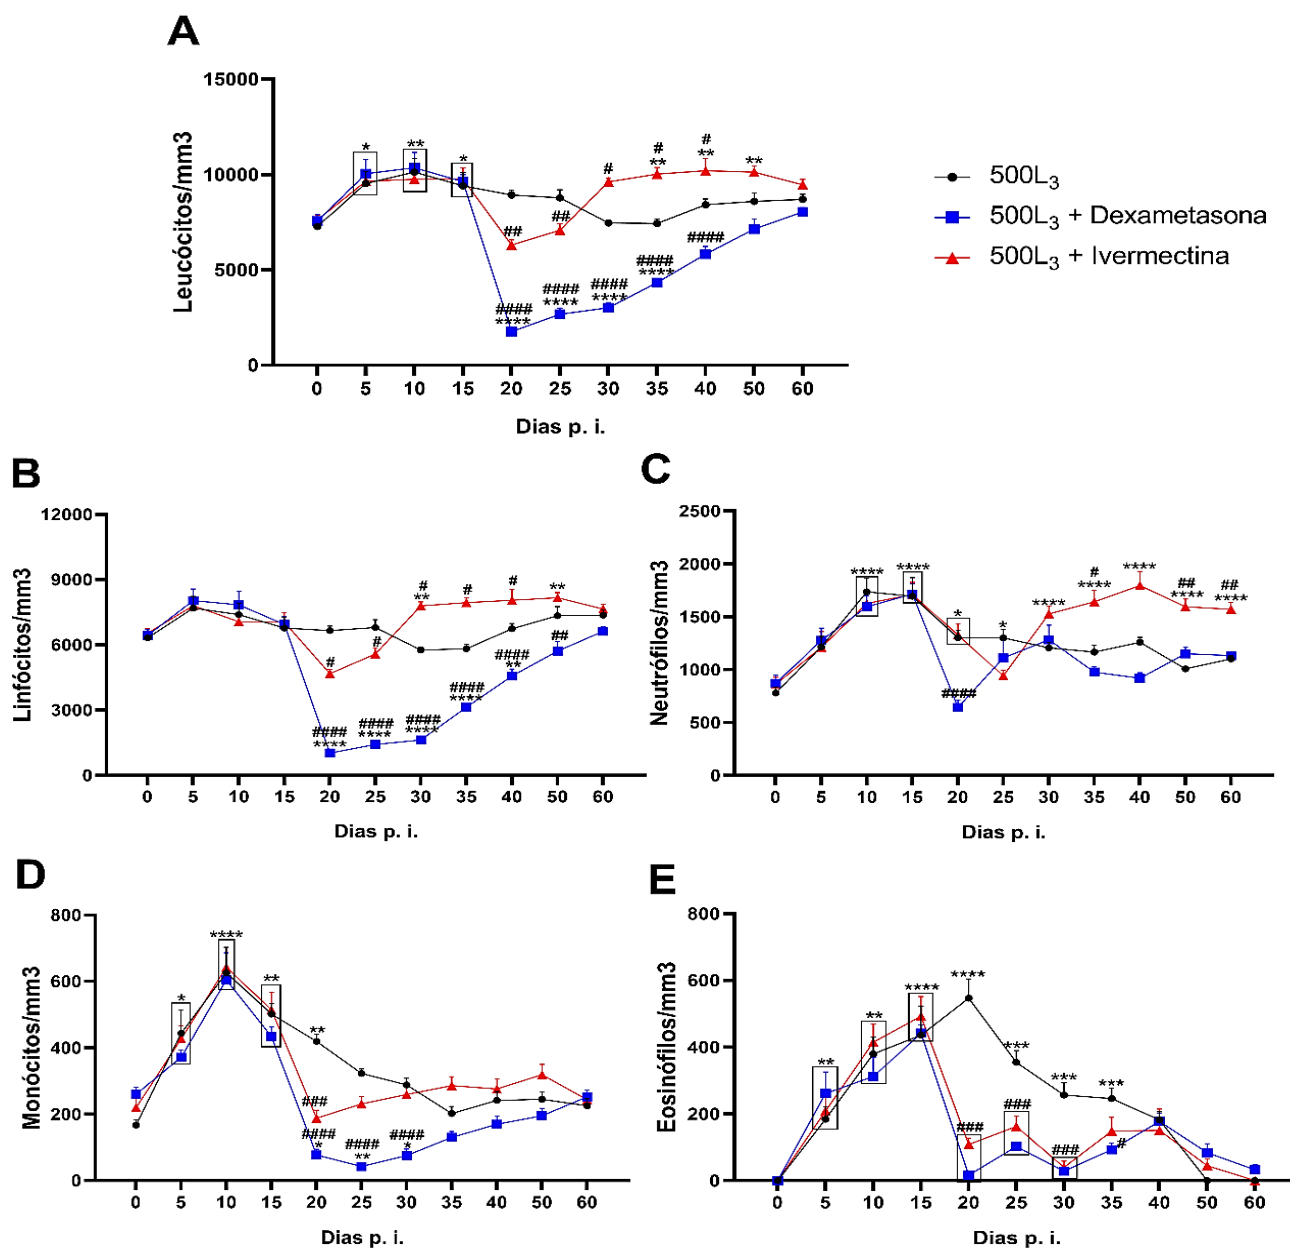 A
Leucócitos/mm3
15000
10000
5000
0
* ** * ## ## # # ** # ** **
#### **** #### **** #### **** #### **** ####
0 5 10 15 20 25 30 35 40 50 60
Dias p. i.
500L3
500L3 + Dexametasona
500L3 + Ivermectina
B
Linfócitos/mm3
12000
9000
6000
3000
0
# # # ** # # **
#### **** #### **** #### **** #### **** #### ** ##
0 5 10 15 20 25 30 35 40 50 60
Dias p. i.
C
Neutrófilos/mm3
2500
2000
1500
1000
500
0
**** **** * * **** # **** **** ## **** ## ****
####
0 5 10 15 20 25 30 35 40 50 60
Dias p. i.
D
Monócitos/mm3
800
600
400
200
0
* **** ** **
### #### * #### ** #### *
0 5 10 15 20 25 30 35 40 50 60
Dias p. i.
E
Eosinófilos/mm3
800
600
400
200
0
** ** **** **** *** *** ***
### ### ### #
0 5 10 15 20 25 30 35 40 50 60
Dias p. i.